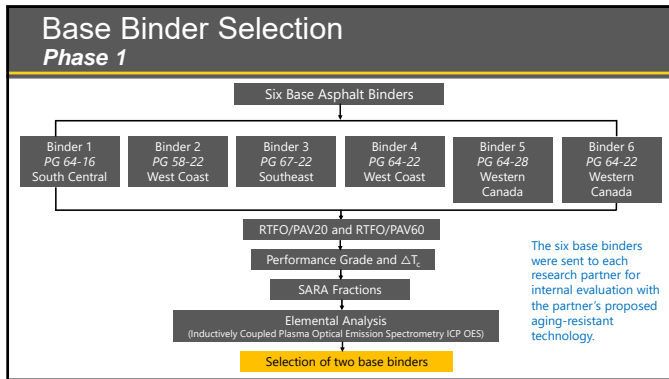 Base Binder Selection
Phase 1
Six Base Asphalt Binders
Binder 1
PG 64-16
South Central
Binder 2
PG 58-22
West Coast
Binder 3
PG 67-22
Southeast
Binder 4
PG 64-22
West Coast
Binder 5
PG 64-28
Western
Canada
Binder 6
PG 64-22
Western
Canada
RTFO/PAV20 and RTFO/PAV60
Performance Grade and △Tc
SARA Fractions
Elemental Analysis
(Inductively Coupled Plasma Optical Emission Spectrometry ICP OES)
Selection of two base binders
The six base binders
were sent to each
research partner for
internal evaluation with
the partner's proposed
aging-resistant
technology.